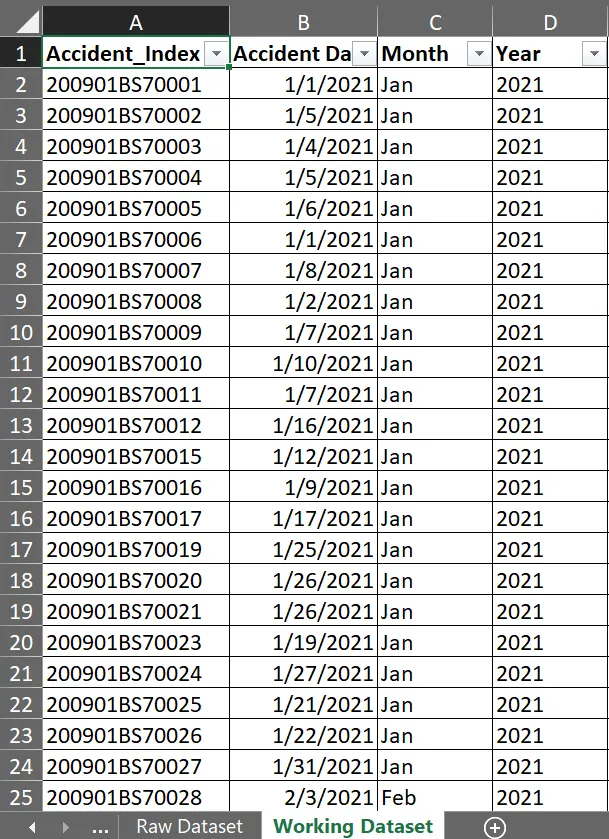 A B C D
1 Accident_Index Accident Da Month Year
2 200901BS70001 1/1/2021 Jan 2021
3 200901BS70002 1/5/2021 Jan 2021
4 200901BS70003 1/4/2021 Jan 2021
5 200901BS70004 1/5/2021 Jan 2021
6 200901BS70005 1/6/2021 Jan 2021
7 200901BS70006 1/1/2021 Jan 2021
8 200901BS70007 1/8/2021 Jan 2021
9 200901BS70008 1/2/2021 Jan 2021
10 200901BS70009 1/7/2021 Jan 2021
11 200901BS70010 1/10/2021 Jan 2021
12 200901BS70011 1/7/2021 Jan 2021
13 200901BS70012 1/16/2021 Jan 2021
14 200901BS70015 1/12/2021 Jan 2021
15 200901BS70016 1/9/2021 Jan 2021
16 200901BS70017 1/17/2021 Jan 2021
17 200901BS70019 1/25/2021 Jan 2021
18 200901BS70020 1/26/2021 Jan 2021
19 200901BS70021 1/26/2021 Jan 2021
20 200901BS70023 1/19/2021 Jan 2021
21 200901BS70024 1/27/2021 Jan 2021
22 200901BS70025 1/21/2021 Jan 2021
23 200901BS70026 1/22/2021 Jan 2021
24 200901BS70027 1/31/2021 Jan 2021
25 200901BS70028 2/3/2021 Feb 2021
... Raw Dataset Working Dataset